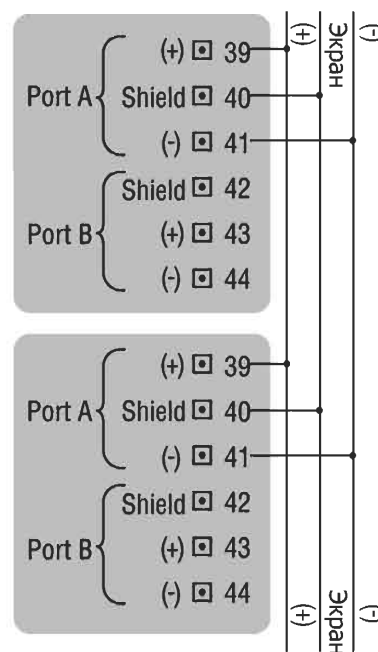 (+) Экран (-)
(+) 39
Port A Shield 40
(-) 41
Shield 42
Port B (+) 43
(-) 44
(+) 39
Port A Shield 40
(-) 41
Shield 42
Port B (+) 43
(-) 44
(+) Экран (-)